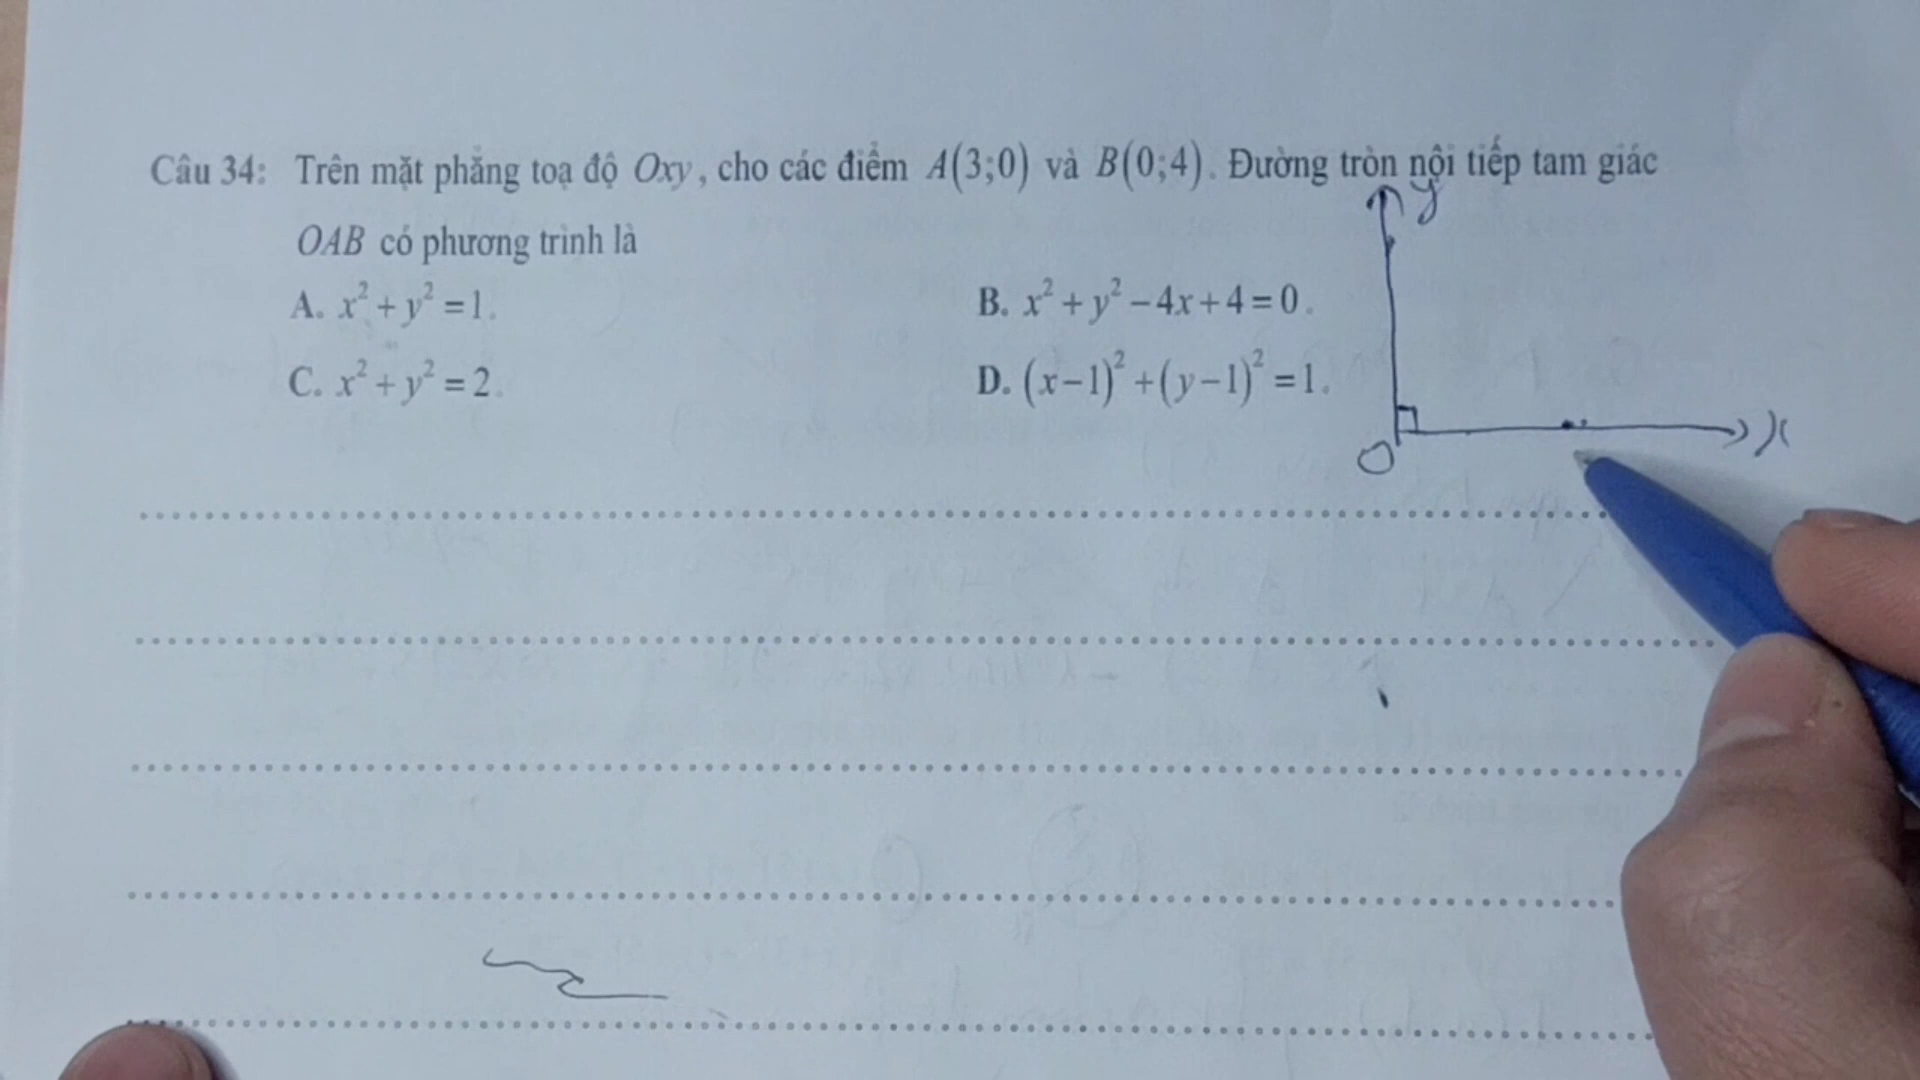 Câu 34: Trên mặt phẳng toạ độ Oxy, cho các điểm A(3;0) và B(0;4). Đường tròn nội tiếp tam giác
OAB có phương trình là
A. x² + y² = 1.
B. x² + y² − 4x + 4 = 0.
C. x² + y² = 2.
D. (x−1)² + (y−1)² = 1.
y
O
x